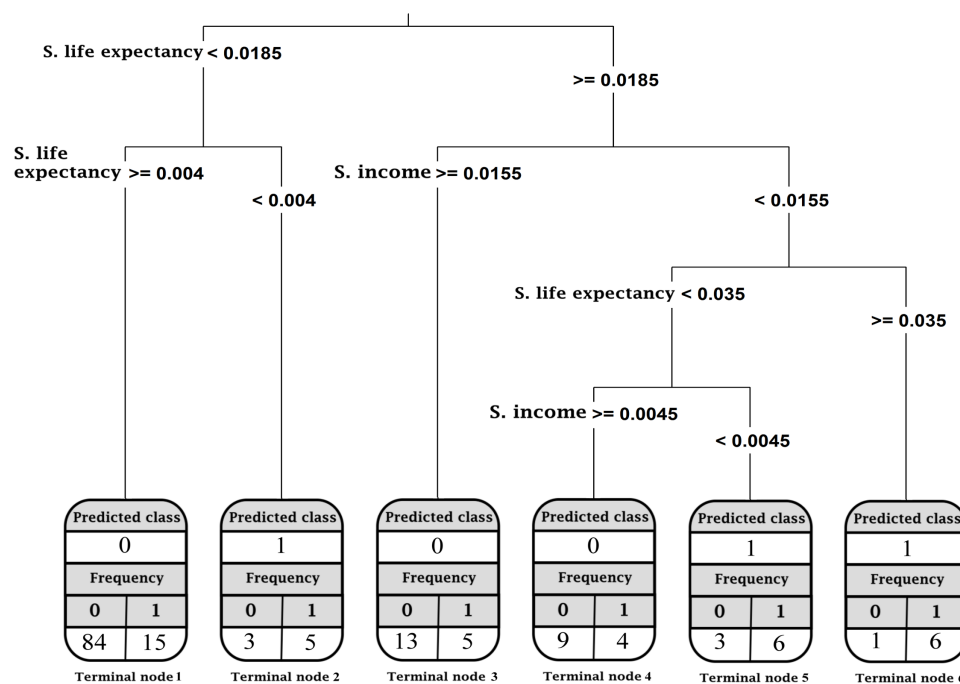 S. life expectancy < 0.0185
>= 0.0185
S. life
expectancy >= 0.004
< 0.004
S. income >= 0.0155
< 0.0155
S. life expectancy < 0.035
>= 0.035
S. income >= 0.0045
< 0.0045
Predicted class Predicted class Predicted class Predicted class Predicted class Predicted class
0 1 0 0 1 1
Frequency Frequency Frequency Frequency Frequency Frequency
0 1 0 1 0 1 0 1 0 1 0 1
84 15 3 5 13 5 9 4 3 6 1 6
Terminal node 1 Terminal node 2 Terminal node 3 Terminal node 4 Terminal node 5 Terminal node 6